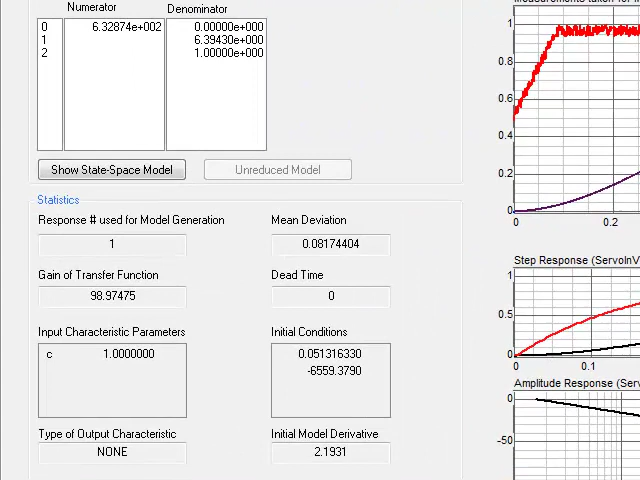 Numerator Denominator
0 6.32874e+002 0.00000e+000
1 6.39430e+000
2 1.00000e+000
Show State-Space Model Unreduced Model
Statistics
Response # used for Model Generation Mean Deviation
1 0.08174404
Gain of Transfer Function Dead Time
98.97475 0
Input Characteristic Parameters Initial Conditions
c 1.0000000 0.051316330
-6559.3790
Type of Output Characteristic Initial Model Derivative
NONE 2.1931
Measurements taken for
1
0.8
0.6
0.4
0.2
0
0 0.2
Step Response (ServoInV
1
0.5
0
0 0.1
Amplitude Response (Ser
0
-50